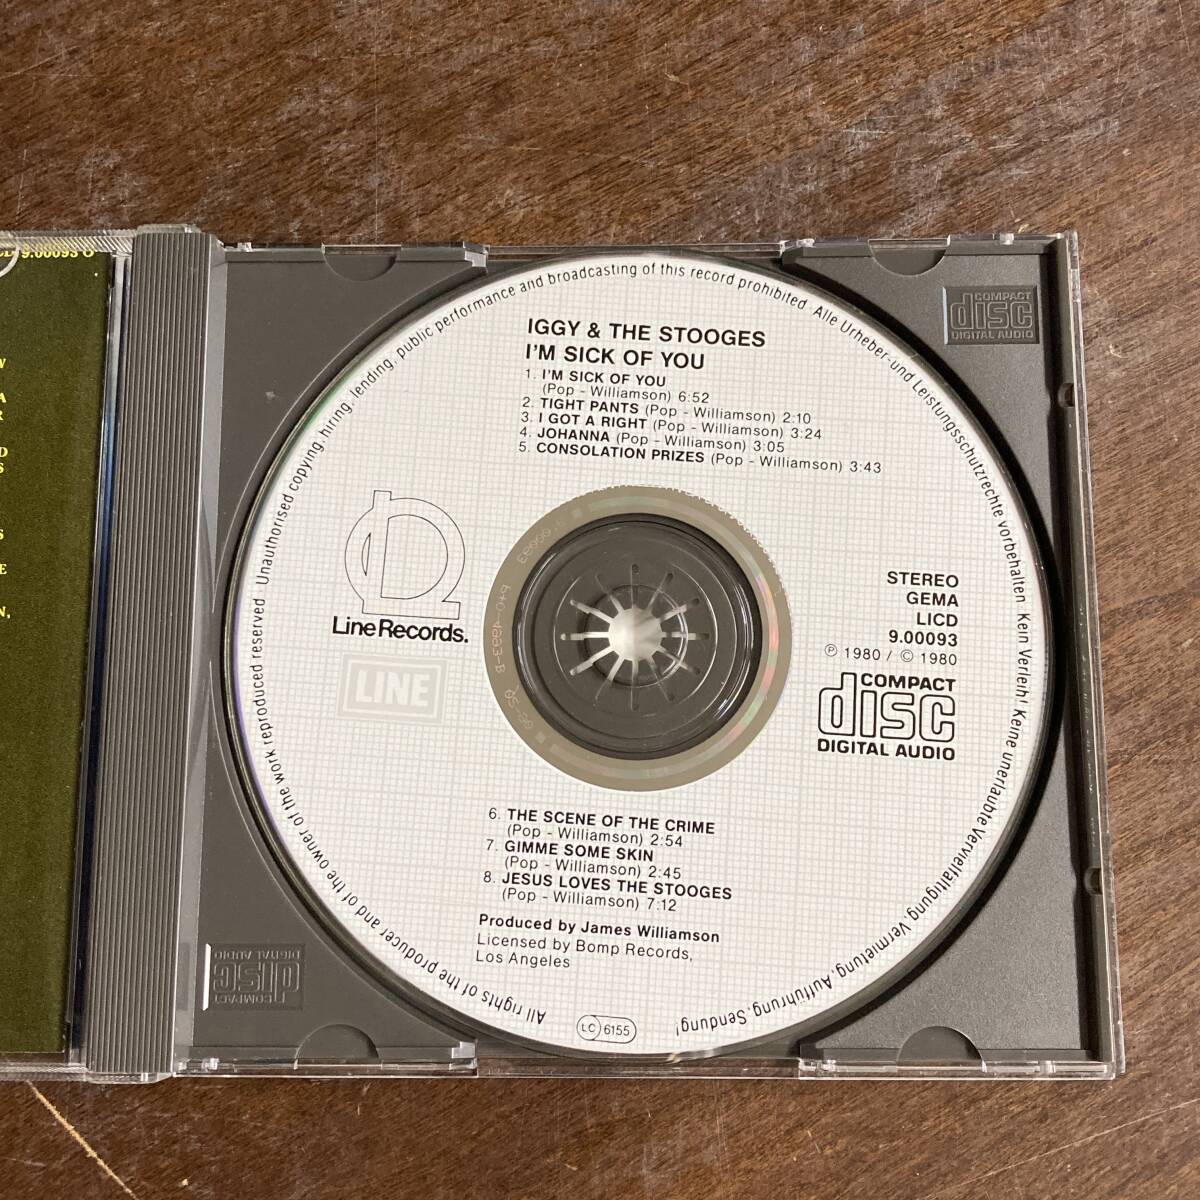 9.00093 O
W
A
R
D
S
S
E
N,
Unauthorised copying, hiring, lending, public performance and broadcasting of this record prohibited. Alle Urheber-und Leistungsschutzrechte vorbehalten. Kein Verleih! Keine unerlaubte Vervielfältigung, Vermietung, Aufführung, Sendung!
All rights of the producer and of the owner of the work reproduced reserved
IGGY & THE STOOGES
I'M SICK OF YOU
1. I'M SICK OF YOU
(Pop - Williamson) 6:52
2. TIGHT PANTS (Pop - Williamson) 2:10
3. I GOT A RIGHT (Pop - Williamson) 3:24
4. JOHANNA (Pop - Williamson) 3:05
5. CONSOLATION PRIZES (Pop - Williamson) 3:43
Line Records.
LINE
STEREO
GEMA
LICD
9.00093
℗ 1980 / © 1980
COMPACT
disc
DIGITAL AUDIO
6. THE SCENE OF THE CRIME
(Pop - Williamson) 2:54
7. GIMME SOME SKIN
(Pop - Williamson) 2:45
8. JESUS LOVES THE STOOGES
(Pop - Williamson) 7:12
Produced by James Williamson
Licensed by Bomp Records,
Los Angeles
LC 6155
COMPACT
disc
DIGITAL AUDIO
COMPACT
disc
DIGITAL AUDIO